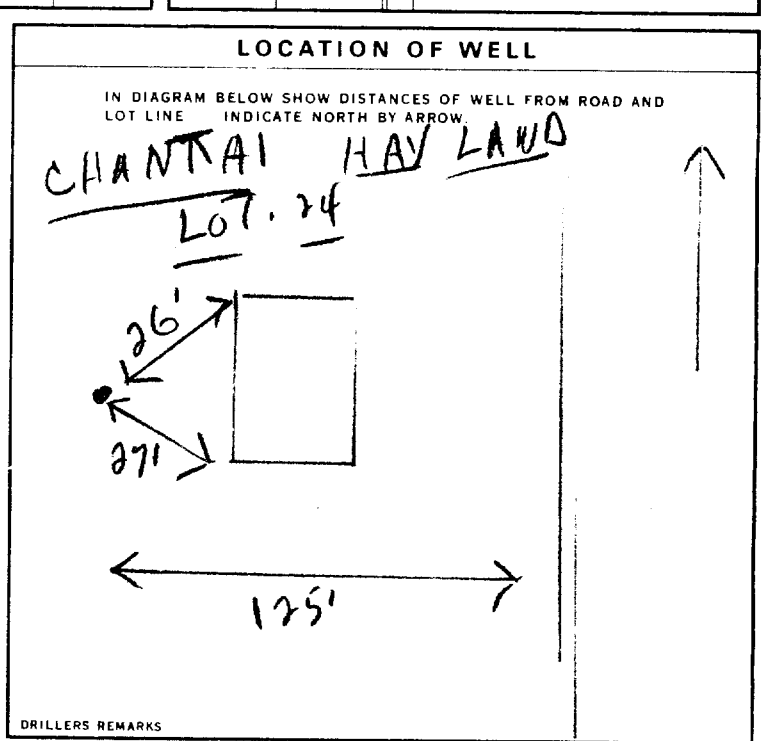 LOCATION OF WELL
IN DIAGRAM BELOW SHOW DISTANCES OF WELL FROM ROAD AND
LOT LINE INDICATE NORTH BY ARROW.
CHANTAI HAY LAND
LOT. 24
26'
27'
125'
DRILLERS REMARKS